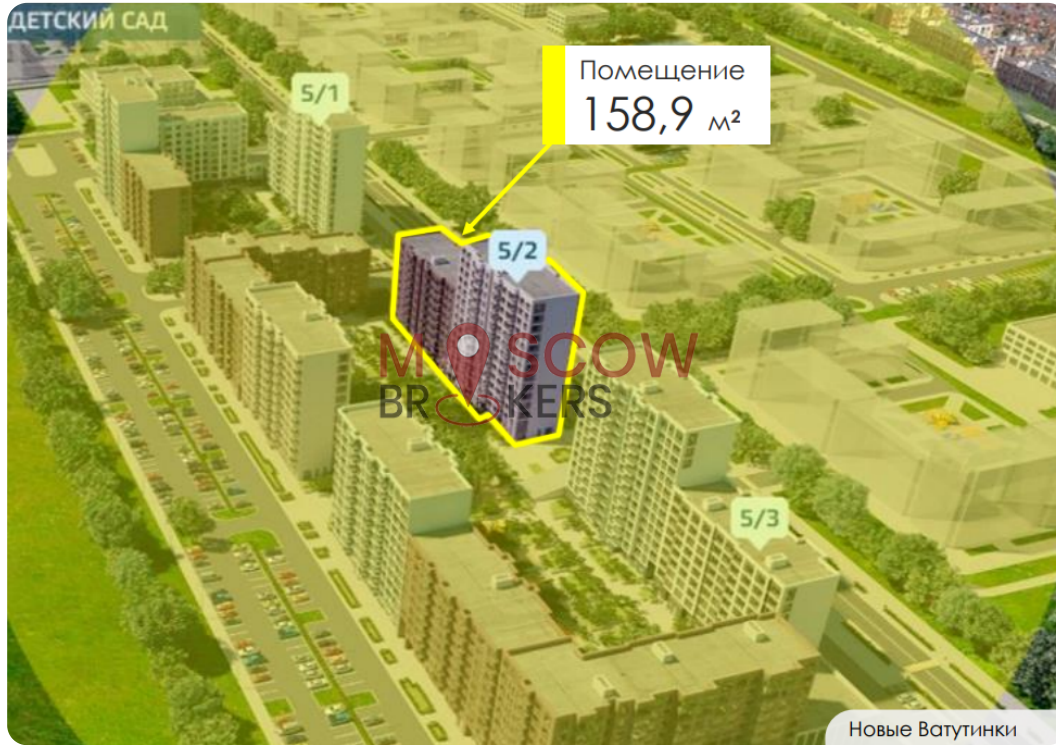 ДЕТСКИЙ САД
5/1
Помещение
158,9 м²
5/2
MOSCOW
BROKERS
5/3
Новые Ватутинки